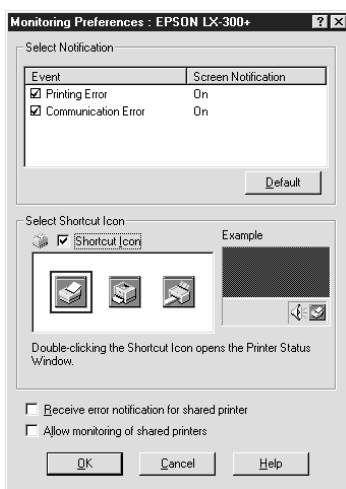 Monitoring Preferences : EPSON LX-300+
Select Notification
Event Screen Notification
Printing Error On
Communication Error On
Default
Select Shortcut Icon
Shortcut Icon Example
Double-clicking the Shortcut Icon opens the Printer Status
Window.
Receive error notification for shared printer
Allow monitoring of shared printers
OK Cancel Help